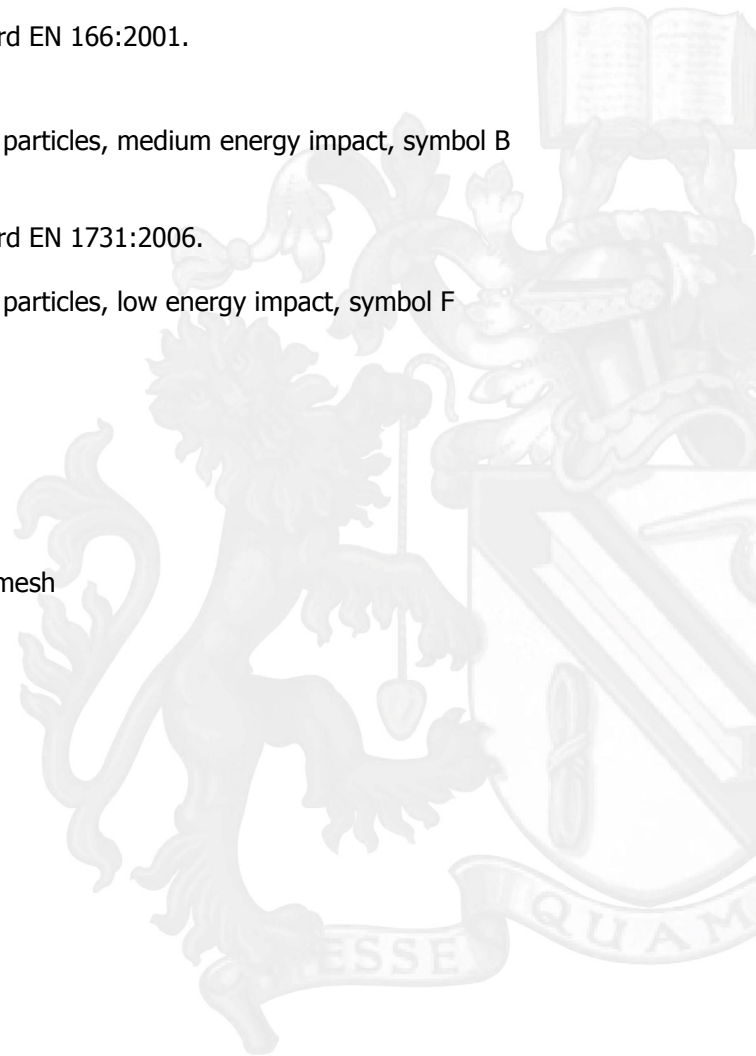 rd EN 166:2001.
particles, medium energy impact, symbol B
rd EN 1731:2006.
particles, low energy impact, symbol F
mesh
ESSE
QUAM